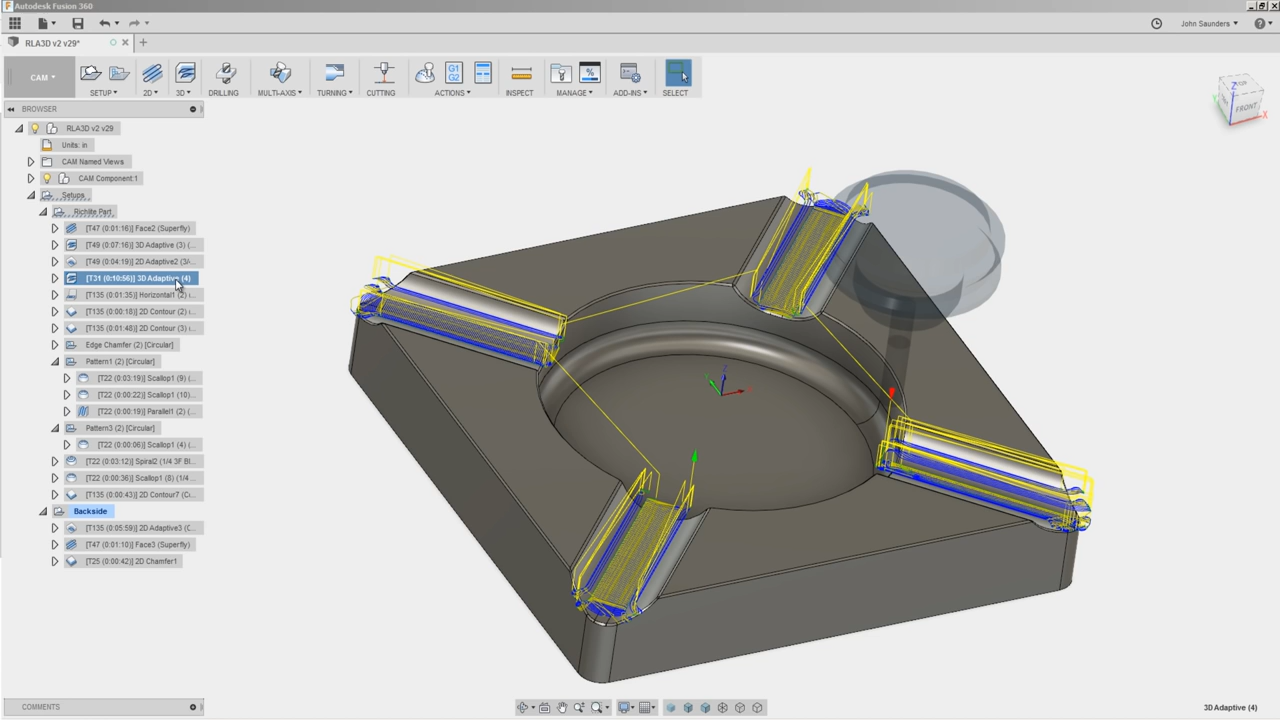 Autodesk Fusion 360
John Saunders
RLA3D v2 v29*
CAM
SETUP
2D
3D
DRILLING
MULTI-AXIS
TURNING
CUTTING
G1
G2
ACTIONS
INSPECT
MANAGE
ADD-INS
SELECT
BROWSER
RLA3D v2 v29
Units: in
CAM Named Views
CAM Component:1
Setups
Richlite Part
[T47 (0:01:16)] Face2 (Superfly)
[T49 (0:07:16)] 3D Adaptive (3) (...
[T49 (0:04:19)] 2D Adaptive2 (3/...
[T31 (0:10:56)] 3D Adaptive (4)
[T135 (0:01:35)] Horizontal1 (2) (...
[T135 (0:00:18)] 2D Contour (2) (...
[T135 (0:01:48)] 2D Contour (3) (...
Edge Chamfer (2) [Circular]
Pattern1 (2) [Circular]
[T22 (0:03:19)] Scallop1 (9) (...
[T22 (0:00:22)] Scallop1 (10)...
[T22 (0:00:19)] Parallel1 (2) (...
Pattern3 (2) [Circular]
[T22 (0:00:06)] Scallop1 (4) (...
[T22 (0:03:12)] Spiral2 (1/4 3F Bl...
[T22 (0:00:36)] Scallop1 (8) (1/4 ...
[T135 (0:00:43)] 2D Contour7 (Ci...
Backside
[T135 (0:05:59)] 2D Adaptive3 (C...
[T47 (0:01:10)] Face3 (Superfly)
[T25 (0:00:42)] 2D Chamfer1
TOP
FRONT
Z
X
COMMENTS
3D Adaptive (4)